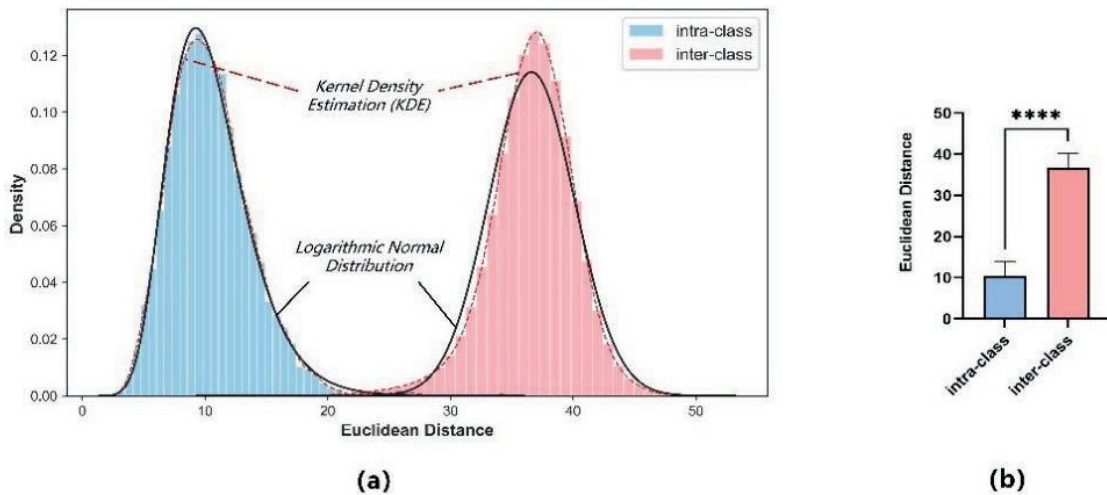 intra-class
inter-class
Kernel Density
Estimation (KDE)
Logarithmic Normal
Distribution
Density
0.12
0.10
0.08
0.06
0.04
0.02
0.00
0 10 20 30 40 50
Euclidean Distance
(a)
****
Euclidean Distance
50
40
30
20
10
0
intra-class
inter-class
(b)